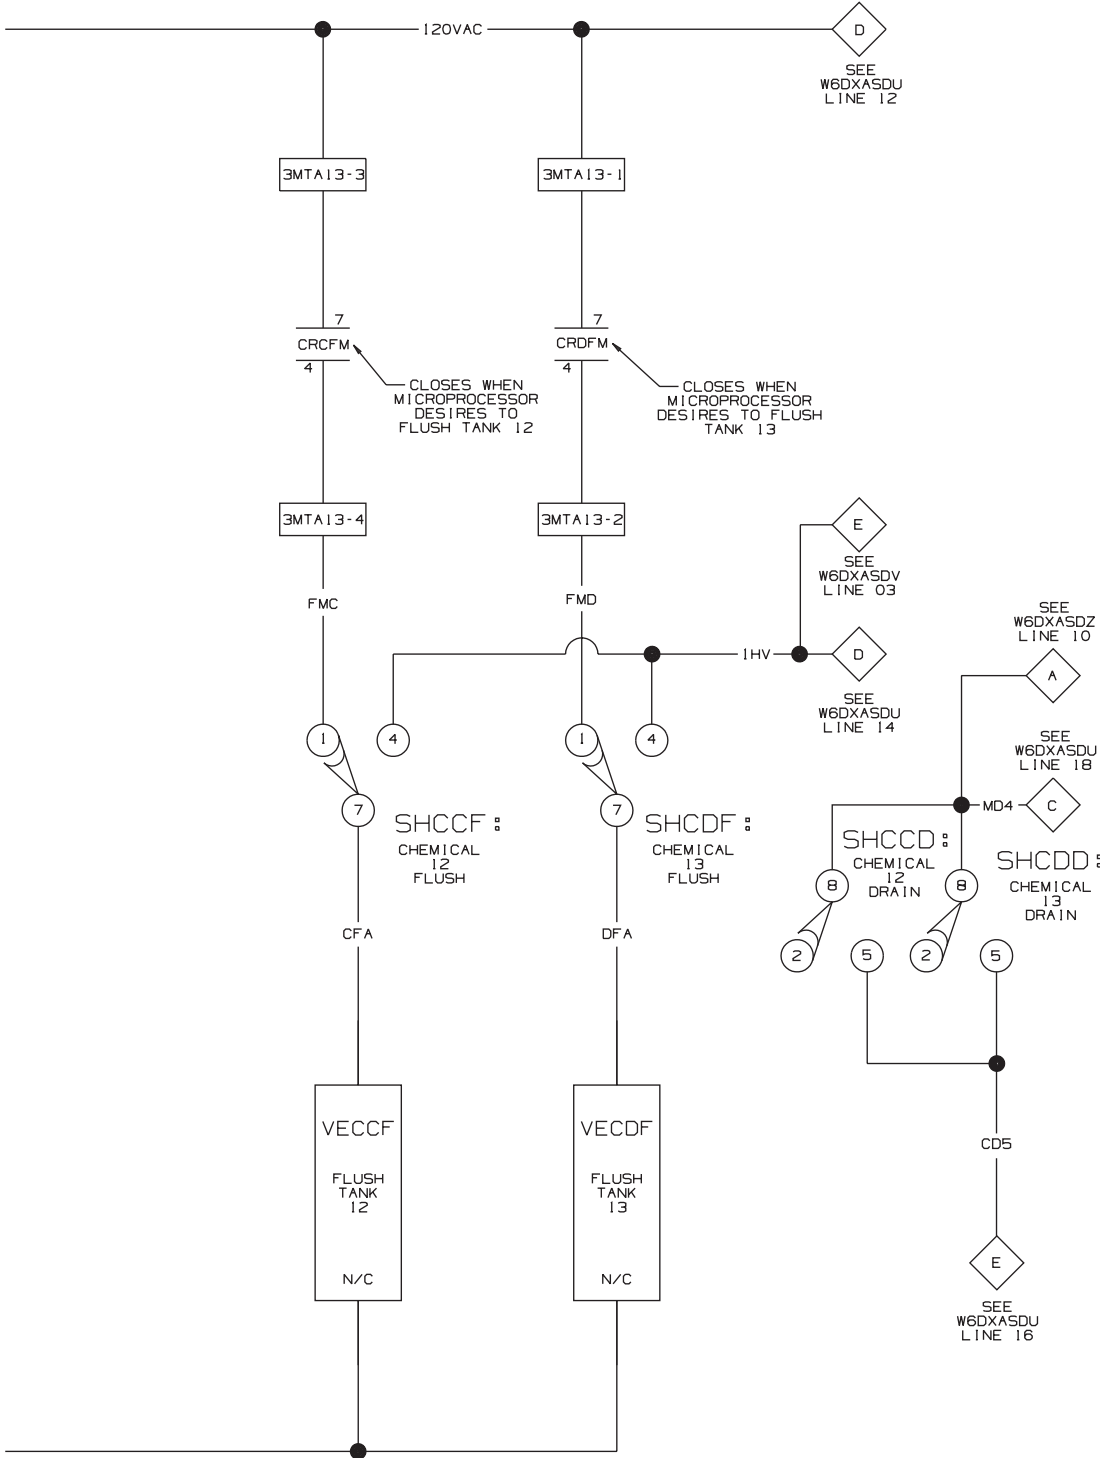 120VAC
D
SEE
W6DXASDU
LINE 12
3MTA13-3
3MTA13-1
7
CRCFM
4
7
CRDFM
4
CLOSES WHEN
MICROPROCESSOR
DESIRES TO
FLUSH TANK 12
CLOSES WHEN
MICROPROCESSOR
DESIRES TO FLUSH
TANK 13
3MTA13-4
3MTA13-2
E
SEE
W6DXASDV
LINE 03
FMC
FMD
SEE
W6DXASDZ
LINE 10
1HV
D
A
SEE
W6DXASDU
LINE 14
1
4
1
4
SEE
W6DXASDU
LINE 18
7
SHCCF:
CHEMICAL
12
FLUSH
7
SHCDF:
CHEMICAL
13
FLUSH
MD4
C
SHCCD:
CHEMICAL
12
DRAIN
SHCDD:
CHEMICAL
13
DRAIN
8
8
CFA
DFA
2
5
2
5
VECCF
FLUSH
TANK
12
N/C
VECDF
FLUSH
TANK
13
N/C
CD5
E
SEE
W6DXASDU
LINE 16